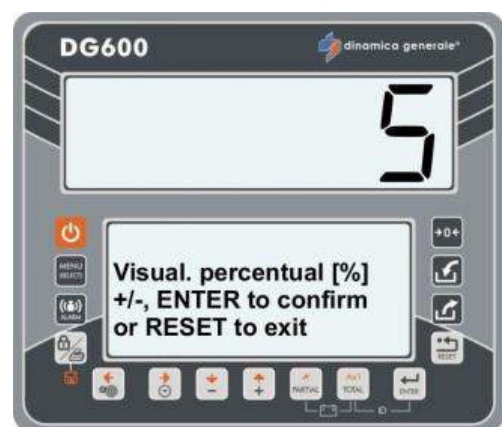 DG600
dinamica generale®
5
→0←
MENU
(SELECT)
ALARM
Visual. percentual [%]
+/-, ENTER to confirm
or RESET to exit
RESET
PARTIAL
TOTAL
ENTER